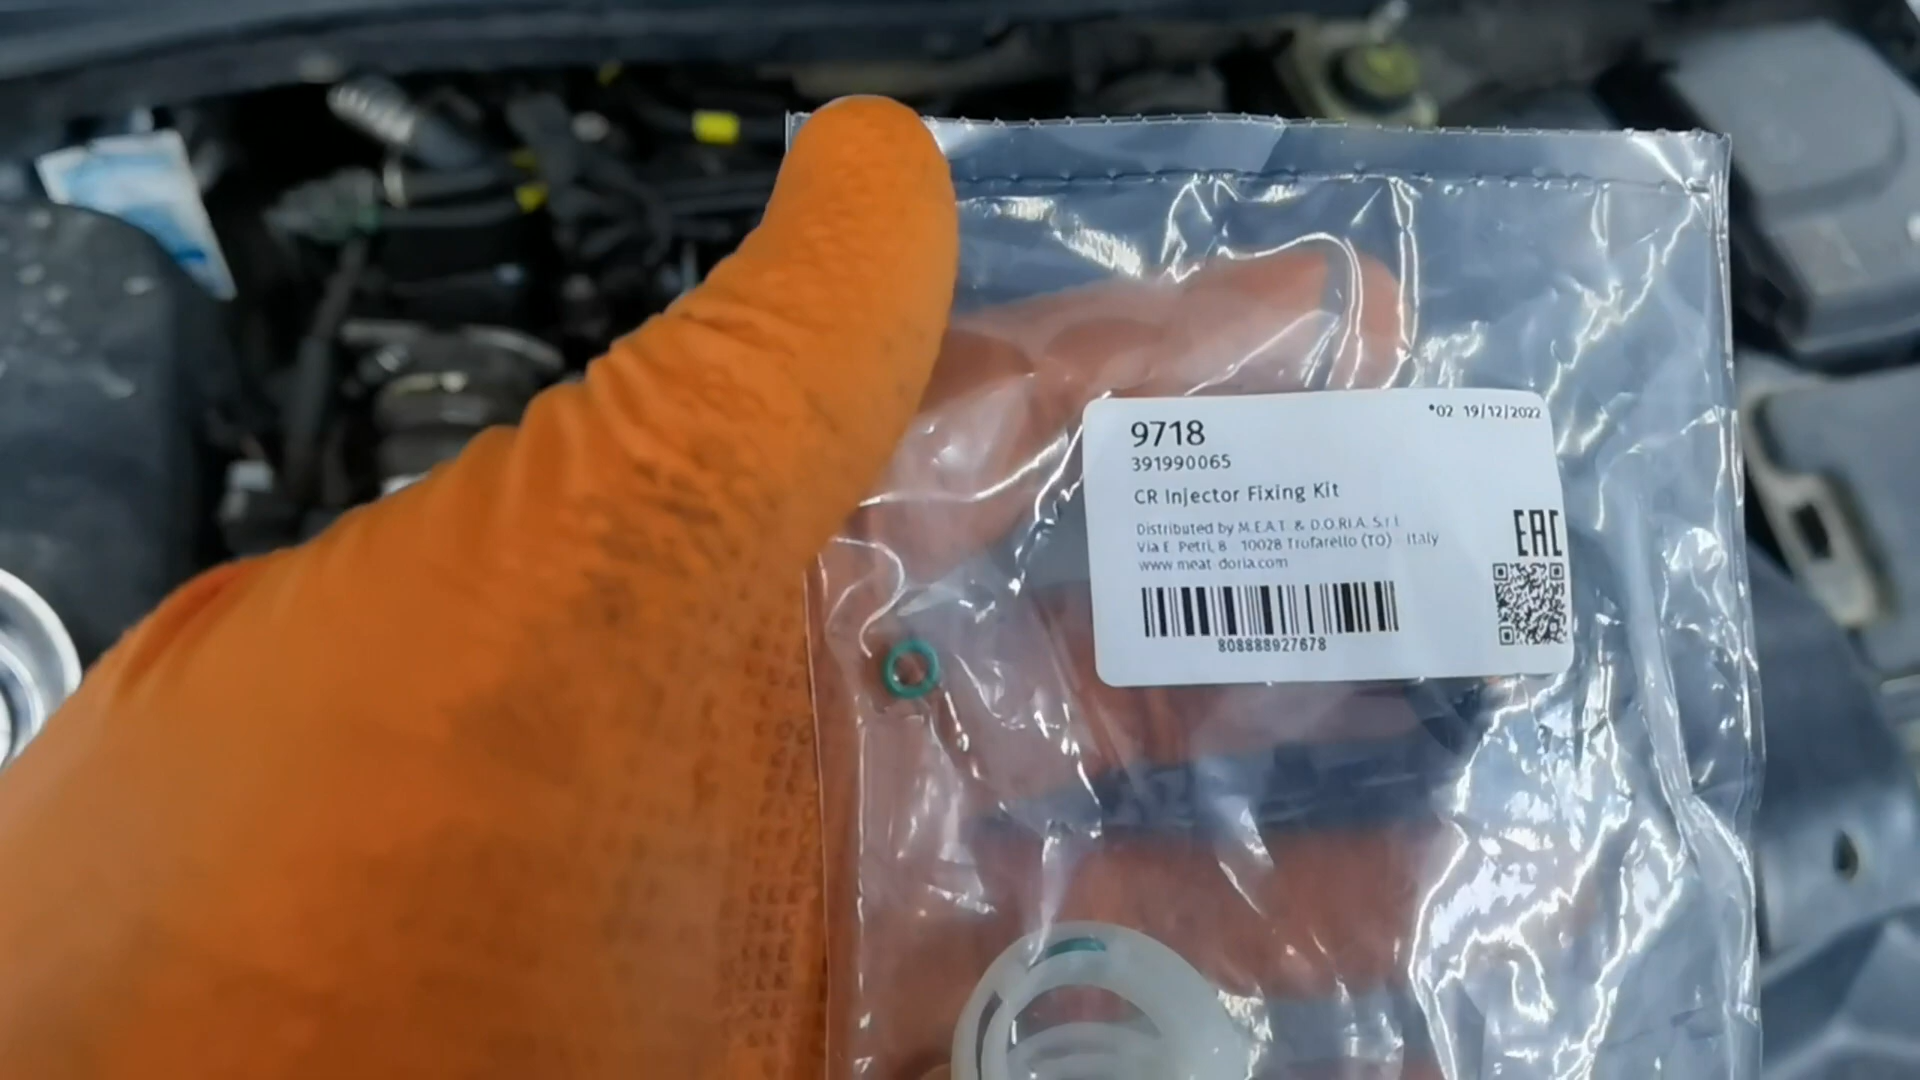 *02 19/12/2022
9718
391990065
CR Injector Fixing Kit
Distributed by M.E.A.T. & D.O.R.I.A. S.r.l.
Via E. Petri, 8 10028 Trofarello (TO) - Italy
www.meat-doria.com
EAC
808888927678